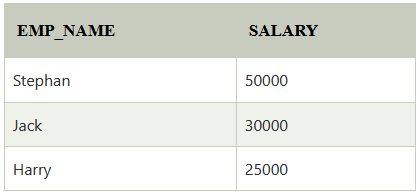 EMP_NAME SALARY
Stephan 50000
Jack 30000
Harry 25000